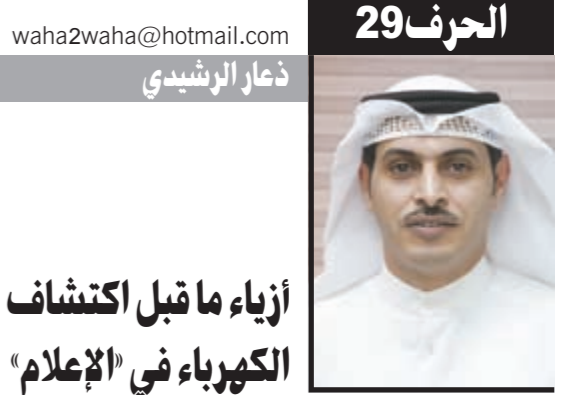 الحرف29
waha2waha@hotmail.com
ذعار الرشيدي
أزياء ما قبل اكتشاف
الكهرباء في «الإعلام»